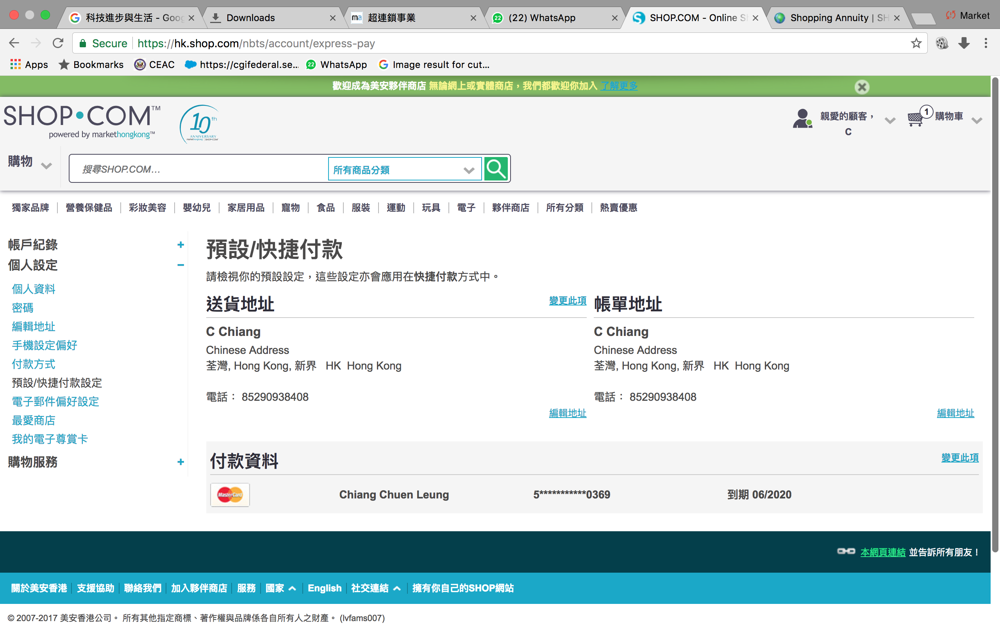 科技進步與生活 - Goog
Downloads
ma 超連鎖事業
22 (22) WhatsApp
SHOP.COM - Online Sh
Shopping Annuity | SH
Market
Secure https://hk.shop.com/nbts/account/express-pay
Apps Bookmarks CEAC https://cgifederal.se... 22 WhatsApp Image result for cut...
歡迎成為美安夥伴商店 無論網上或實體商店，我們都歡迎你加入 了解更多
SHOP•COM™
powered by markethongkong™
10th
ANNIVERSARY
markethongkong | SHOP•COM
親愛的顧客，
C
1 購物車
購物
搜尋SHOP.COM...
所有商品分類
獨家品牌 | 營養保健品 | 彩妝美容 | 嬰幼兒 | 家居用品 | 寵物 | 食品 | 服裝 | 運動 | 玩具 | 電子 | 夥伴商店 | 所有分類 | 熱賣優惠
帳戶紀錄 +
個人設定 −
個人資料
密碼
編輯地址
手機設定偏好
付款方式
預設/快捷付款設定
電子郵件偏好設定
最愛商店
我的電子尊賞卡
購物服務 +
預設/快捷付款
請檢視你的預設設定，這些設定亦會應用在快捷付款方式中。
送貨地址 變更此項
C Chiang
Chinese Address
荃灣, Hong Kong, 新界 HK Hong Kong
電話： 85290938408
編輯地址
帳單地址
C Chiang
Chinese Address
荃灣, Hong Kong, 新界 HK Hong Kong
電話： 85290938408
編輯地址
付款資料 變更此項
MasterCard Chiang Chuen Leung 5***********0369 到期 06/2020
本網頁連結 並告訴所有朋友！
關於美安香港 | 支援協助 | 聯絡我們 | 加入夥伴商店 | 服務 | 國家 | English | 社交連結 | 擁有你自己的SHOP網站
© 2007-2017 美安香港公司。 所有其他指定商標、著作權與品牌係各自所有人之財產。 (lvfams007)